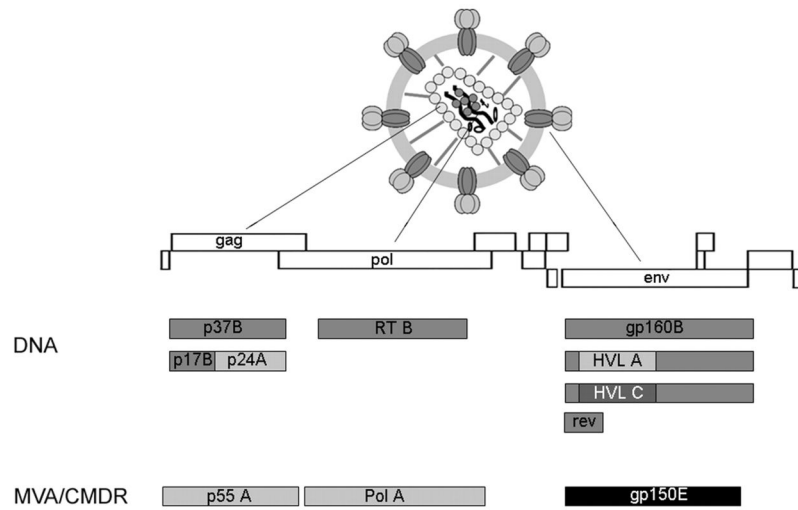 gag
pol
env
DNA
p37B RT B gp160B
p17B p24A HVL A
HVL C
rev
MVA/CMDR p55 A Pol A gp150E